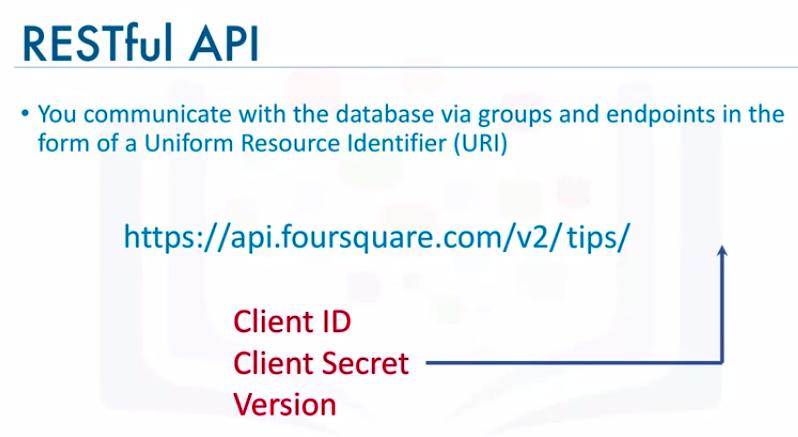 RESTful API
• You communicate with the database via groups and endpoints in the
form of a Uniform Resource Identifier (URI)
https://api.foursquare.com/v2/ tips/
Client ID
Client Secret
Version